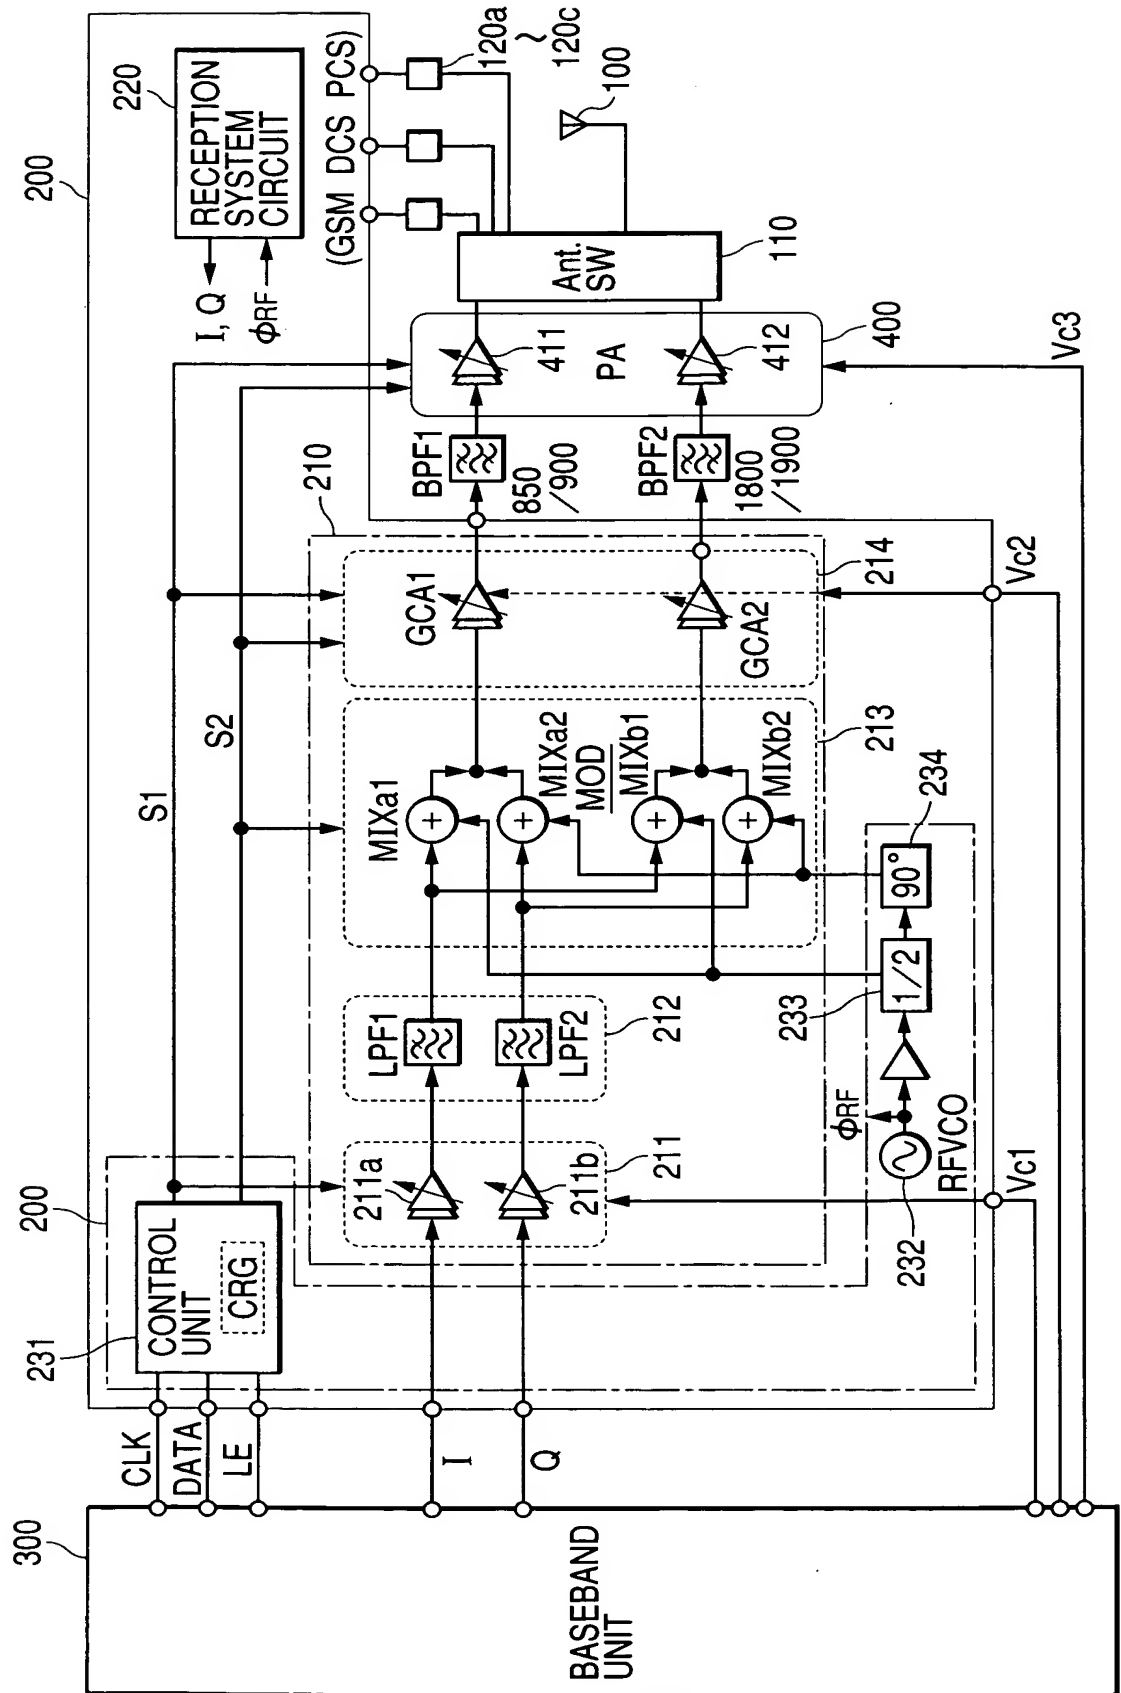 200
220
RECEPTION
SYSTEM
CIRCUIT
I, Q
ϕRF
(GSM DCS PCS)
120a
~
120c
100
Ant.
SW
110
S1
S2
200
231
CONTROL
UNIT
CRG
CLK
DATA
LE
I
Q
300
BASEBAND
UNIT
210
211a
211b
211
LPF1
LPF2
212
MIXa1
MIXa2
MOD
MIXb1
MIXb2
213
GCA1
GCA2
214
BPF1
850
/900
BPF2
1800
/1900
411
PA
412
400
ϕRF
RFVCO
232
233
1/2
90°
234
Vc1
Vc2
Vc3